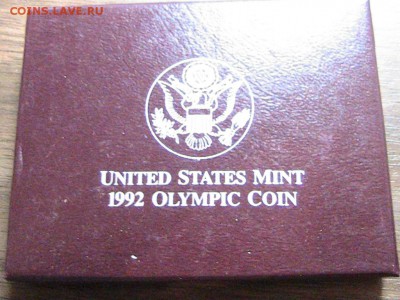 COINS.LAVE.RU
UNITED STATES MINT
1992 OLYMPIC COIN